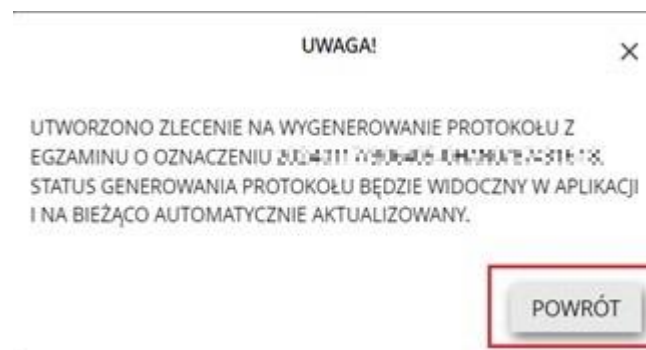 UWAGA!
UTWORZONO ZLECENIE NA WYGENEROWANIE PROTOKOŁU Z
EGZAMINU O OZNACZENIU
STATUS GENEROWANIA PROTOKOŁU BĘDZIE WIDOCZNY W APLIKACJI
I NA BIEŻĄCO AUTOMATYCZNIE AKTUALIZOWANY.
POWRÓT